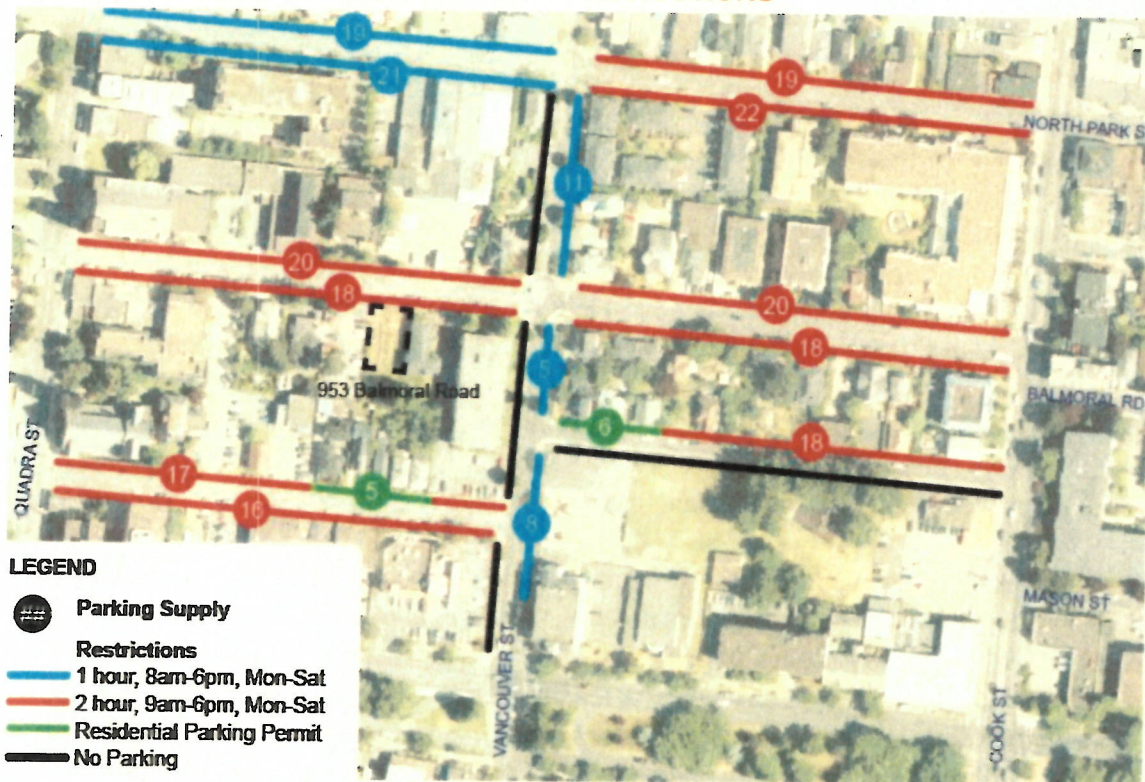 19
21
19
22
NORTH PARK
11
20
18
20
18
5
953 Balmoral Road
BALMORAL RD
6
18
QUADRA ST
17
5
16
8
LEGEND
Parking Supply
Restrictions
1 hour, 8am-6pm, Mon-Sat
2 hour, 9am-6pm, Mon-Sat
Residential Parking Permit
No Parking
MASON ST
VANCOUVER ST
COOK ST